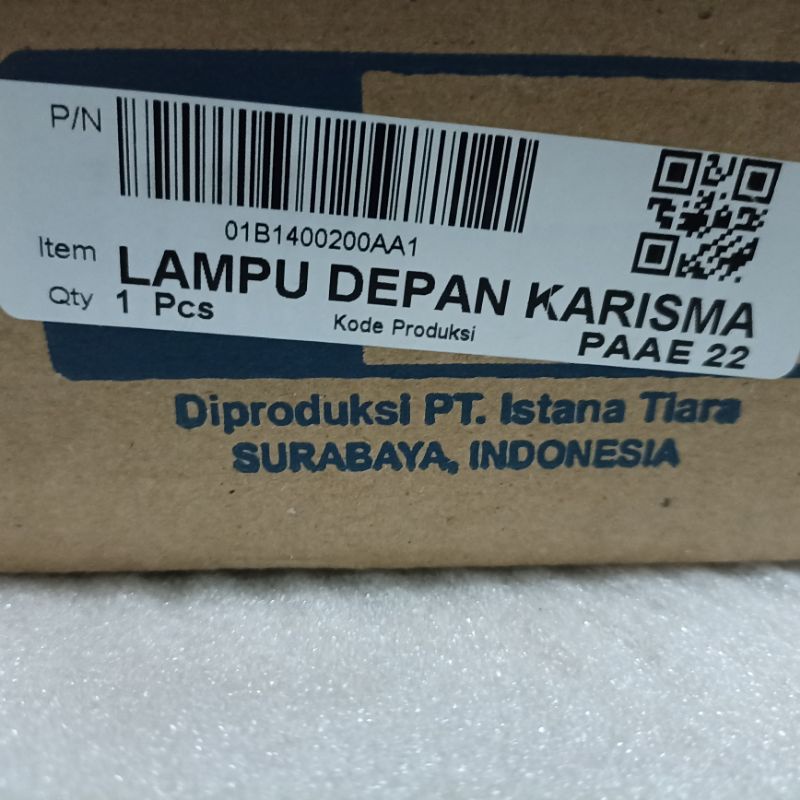 P/N
01B1400200AA1
Item LAMPU DEPAN KARISMA
Qty 1 Pcs
Kode Produksi
PAAE 22
Diproduksi PT. Istana Tiara
SURABAYA, INDONESIA